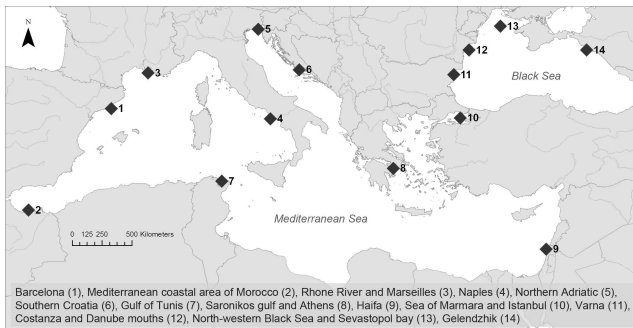 N
5
13
14
12
3
6
Black Sea
11
1
4
10
8
7
2
Mediterranean Sea
0 125 250 500 Kilometers
9
Barcelona (1), Mediterranean coastal area of Morocco (2), Rhone River and Marseilles (3), Naples (4), Northern Adriatic (5),
Southern Croatia (6), Gulf of Tunis (7), Saronikos gulf and Athens (8), Haifa (9), Sea of Marmara and Istanbul (10), Varna (11),
Costanza and Danube mouths (12), North-western Black Sea and Sevastopol bay (13), Gelendzhik (14)